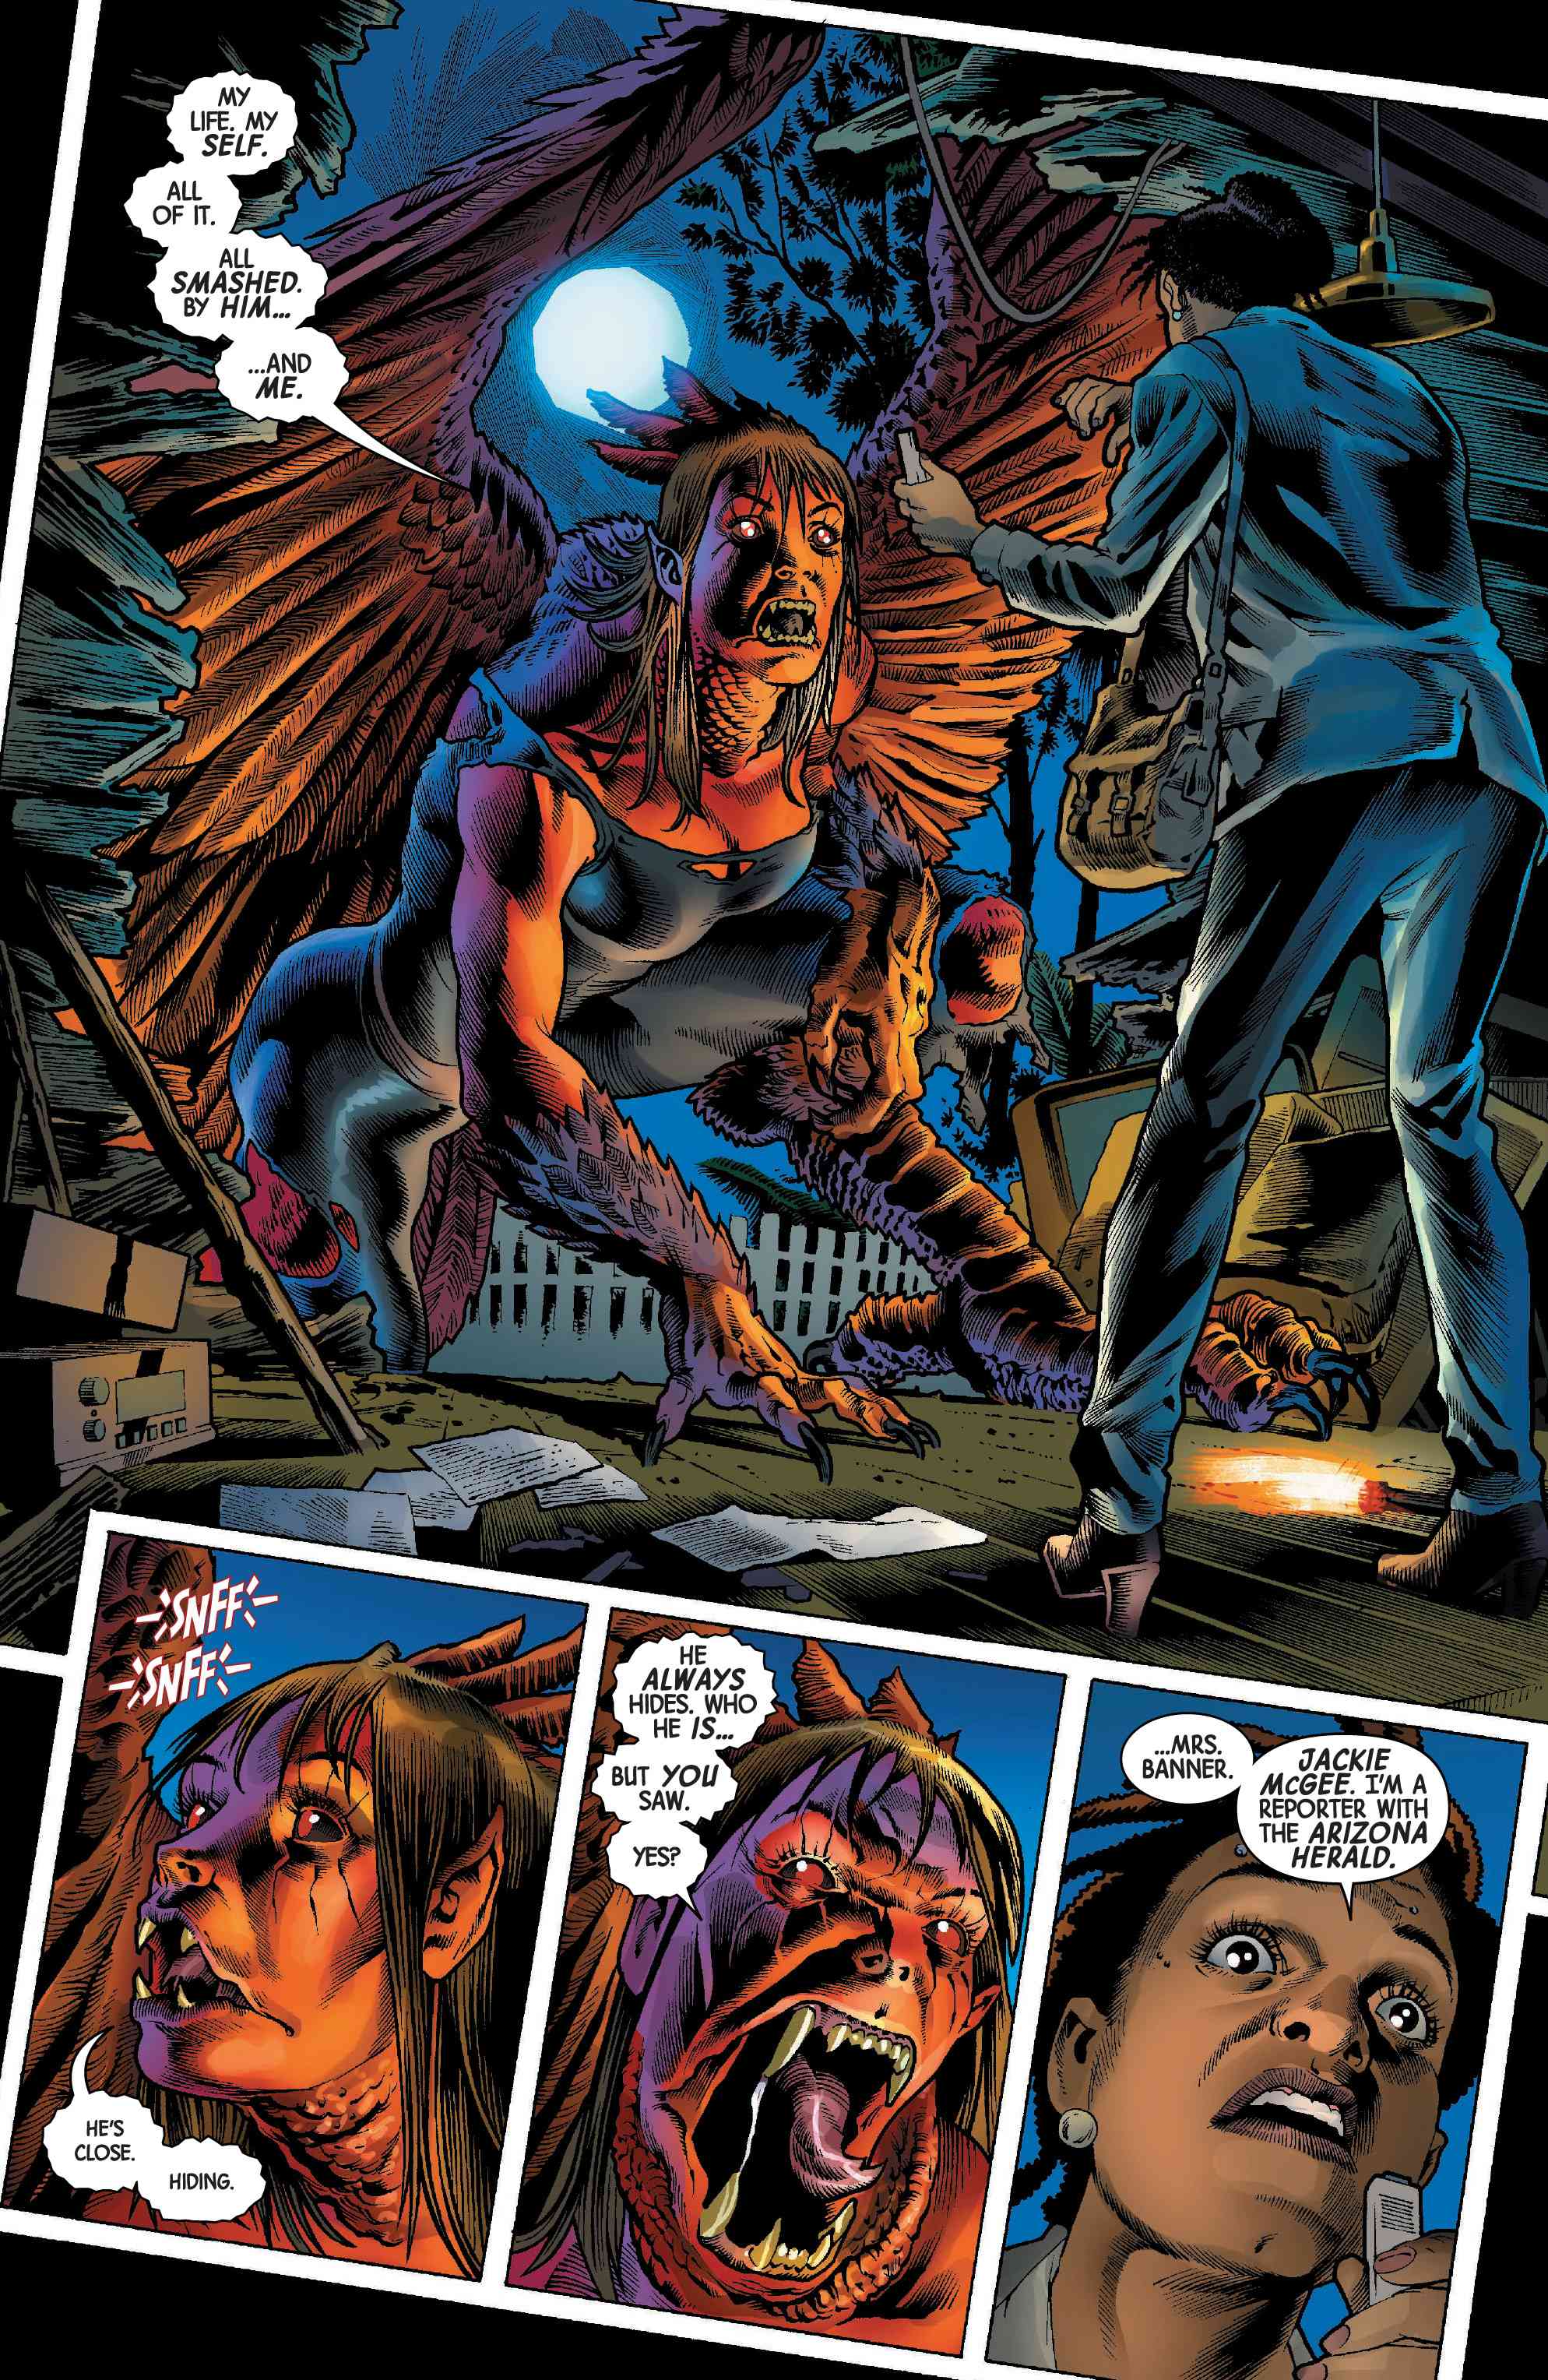 MY
LIFE. MY
SELF.
ALL
OF IT.
ALL
SMASHED.
BY HIM...
...AND
ME.
SNFF
SNFF
HE'S
CLOSE.
HIDING.
HE
ALWAYS
HIDES. WHO
HE IS...
BUT YOU
SAW.
YES?
...MRS.
BANNER.
JACKIE
McGEE. I'M A
REPORTER WITH
THE ARIZONA
HERALD.